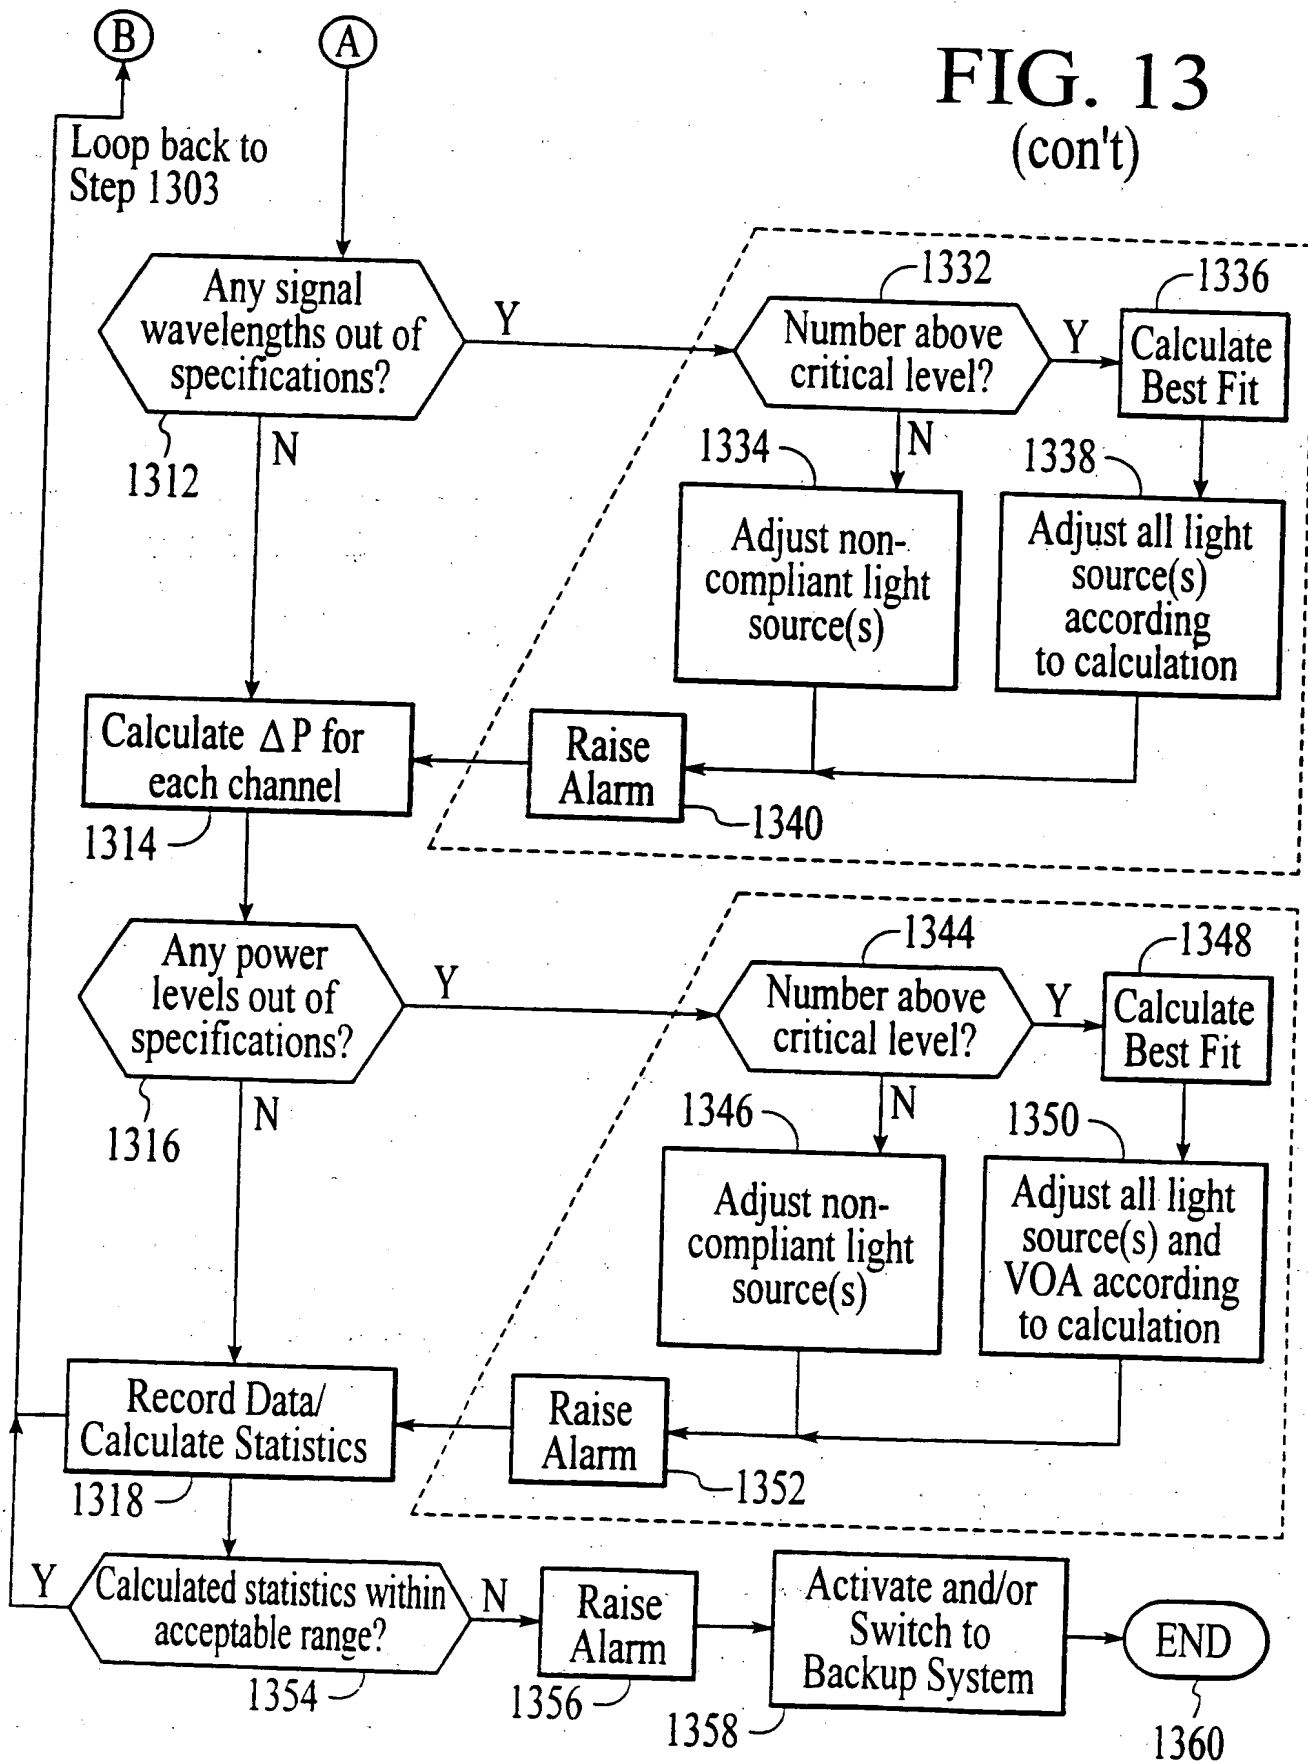 B
A
FIG. 13
(con't)
Loop back to
Step 1303
Any signal
wavelengths out of
specifications?
1312
Y
N
1332
Number above
critical level?
Y
N
1336
Calculate
Best Fit
1334
Adjust non-
compliant light
source(s)
1338
Adjust all light
source(s)
according
to calculation
Calculate ΔP for
each channel
1314
Raise
Alarm
1340
Any power
levels out of
specifications?
1316
Y
N
1344
Number above
critical level?
Y
N
1348
Calculate
Best Fit
1346
Adjust non-
compliant light
source(s)
1350
Adjust all light
source(s) and
VOA according
to calculation
Record Data/
Calculate Statistics
1318
Raise
Alarm
1352
Y
Calculated statistics within
acceptable range?
1354
N
Raise
Alarm
1356
Activate and/or
Switch to
Backup System
1358
END
1360